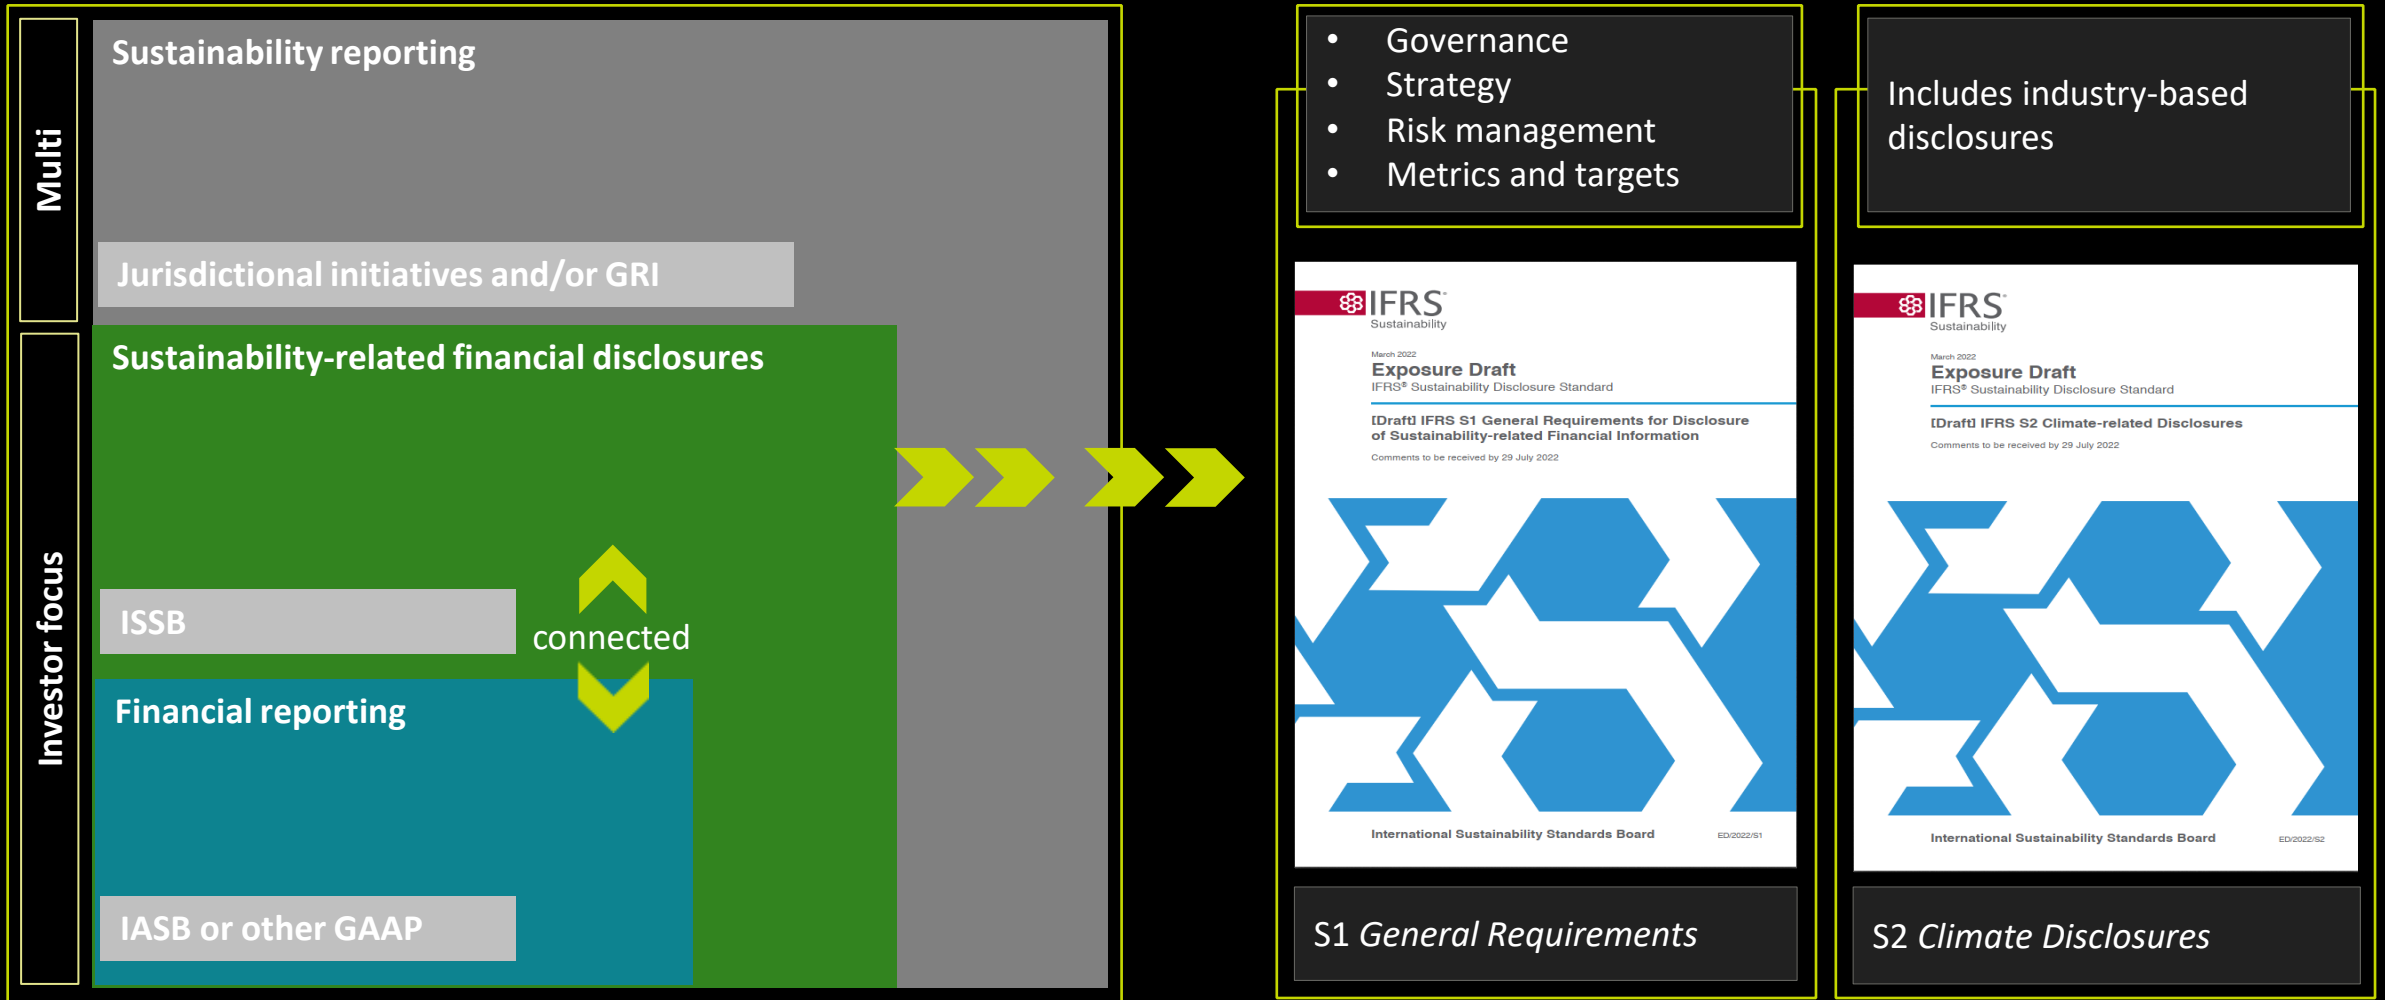 Multi
Sustainability reporting
Jurisdictional initiatives and/or GRI
Investor focus
Sustainability-related financial disclosures
ISSB
connected
Financial reporting
IASB or other GAAP
• Governance
• Strategy
• Risk management
• Metrics and targets
IFRS®
Sustainability
March 2022
Exposure Draft
IFRS® Sustainability Disclosure Standard
[Draft] IFRS S1 General Requirements for Disclosure
of Sustainability-related Financial Information
Comments to be received by 29 July 2022
International Sustainability Standards Board
ED/2022/S1
S1 General Requirements
Includes industry-based
disclosures
IFRS®
Sustainability
March 2022
Exposure Draft
IFRS® Sustainability Disclosure Standard
[Draft] IFRS S2 Climate-related Disclosures
Comments to be received by 29 July 2022
International Sustainability Standards Board
ED/2022/S2
S2 Climate Disclosures